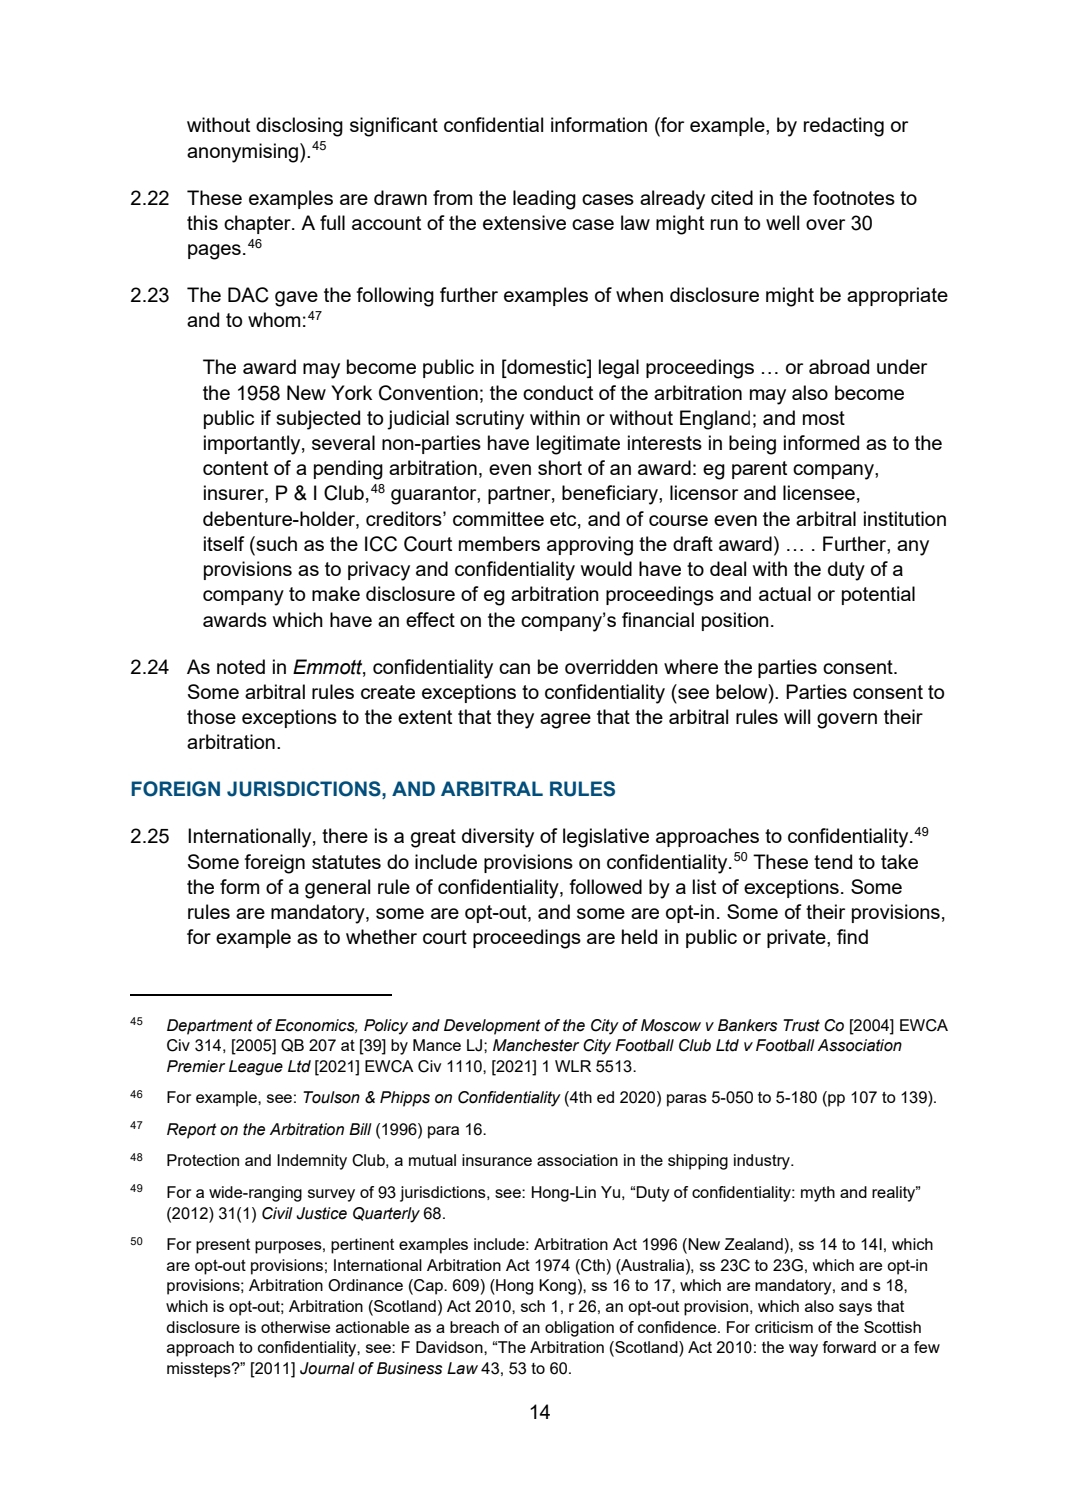 without disclosing significant confidential information (for example, by redacting or
anonymising).45
2.22 These examples are drawn from the leading cases already cited in the footnotes to
this chapter. A full account of the extensive case law might run to well over 30
pages.46
2.23 The DAC gave the following further examples of when disclosure might be appropriate
and to whom:47
The award may become public in [domestic] legal proceedings … or abroad under
the 1958 New York Convention; the conduct of the arbitration may also become
public if subjected to judicial scrutiny within or without England; and most
importantly, several non-parties have legitimate interests in being informed as to the
content of a pending arbitration, even short of an award: eg parent company,
insurer, P & I Club,48 guarantor, partner, beneficiary, licensor and licensee,
debenture-holder, creditors’ committee etc, and of course even the arbitral institution
itself (such as the ICC Court members approving the draft award) … . Further, any
provisions as to privacy and confidentiality would have to deal with the duty of a
company to make disclosure of eg arbitration proceedings and actual or potential
awards which have an effect on the company’s financial position.
2.24 As noted in Emmott, confidentiality can be overridden where the parties consent.
Some arbitral rules create exceptions to confidentiality (see below). Parties consent to
those exceptions to the extent that they agree that the arbitral rules will govern their
arbitration.
FOREIGN JURISDICTIONS, AND ARBITRAL RULES
2.25 Internationally, there is a great diversity of legislative approaches to confidentiality.49
Some foreign statutes do include provisions on confidentiality.50 These tend to take
the form of a general rule of confidentiality, followed by a list of exceptions. Some
rules are mandatory, some are opt-out, and some are opt-in. Some of their provisions,
for example as to whether court proceedings are held in public or private, find
45 Department of Economics, Policy and Development of the City of Moscow v Bankers Trust Co [2004] EWCA
Civ 314, [2005] QB 207 at [39] by Mance LJ; Manchester City Football Club Ltd v Football Association
Premier League Ltd [2021] EWCA Civ 1110, [2021] 1 WLR 5513.
46 For example, see: Toulson & Phipps on Confidentiality (4th ed 2020) paras 5-050 to 5-180 (pp 107 to 139).
47 Report on the Arbitration Bill (1996) para 16.
48 Protection and Indemnity Club, a mutual insurance association in the shipping industry.
49 For a wide-ranging survey of 93 jurisdictions, see: Hong-Lin Yu, “Duty of confidentiality: myth and reality”
(2012) 31(1) Civil Justice Quarterly 68.
50 For present purposes, pertinent examples include: Arbitration Act 1996 (New Zealand), ss 14 to 14I, which
are opt-out provisions; International Arbitration Act 1974 (Cth) (Australia), ss 23C to 23G, which are opt-in
provisions; Arbitration Ordinance (Cap. 609) (Hong Kong), ss 16 to 17, which are mandatory, and s 18,
which is opt-out; Arbitration (Scotland) Act 2010, sch 1, r 26, an opt-out provision, which also says that
disclosure is otherwise actionable as a breach of an obligation of confidence. For criticism of the Scottish
approach to confidentiality, see: F Davidson, “The Arbitration (Scotland) Act 2010: the way forward or a few
missteps?” [2011] Journal of Business Law 43, 53 to 60.
14